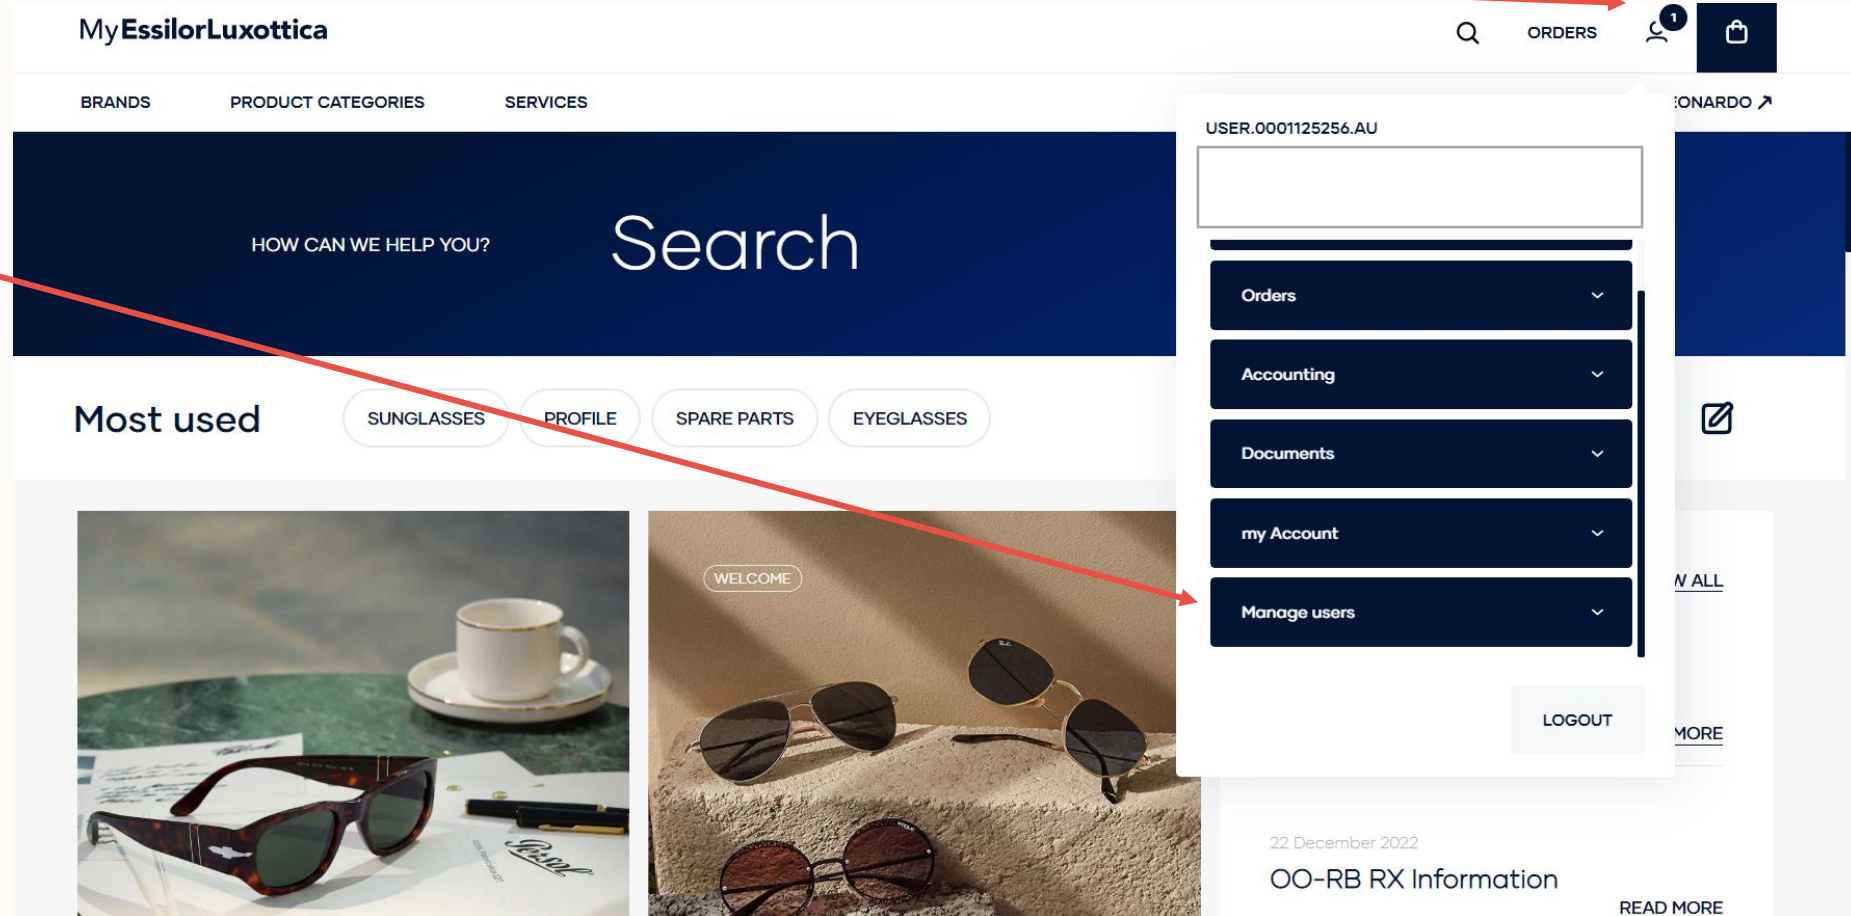 MyEssilorLuxottica
ORDERS
1
BRANDS
PRODUCT CATEGORIES
SERVICES
ONARDO
USER.0001125256.AU
HOW CAN WE HELP YOU?
Search
Orders
Accounting
Documents
my Account
Manage users
LOGOUT
Most used
SUNGLASSES
PROFILE
SPARE PARTS
EYEGLASSES
WELCOME
Persol
W ALL
MORE
22 December 2022
OO-RB RX Information
READ MORE